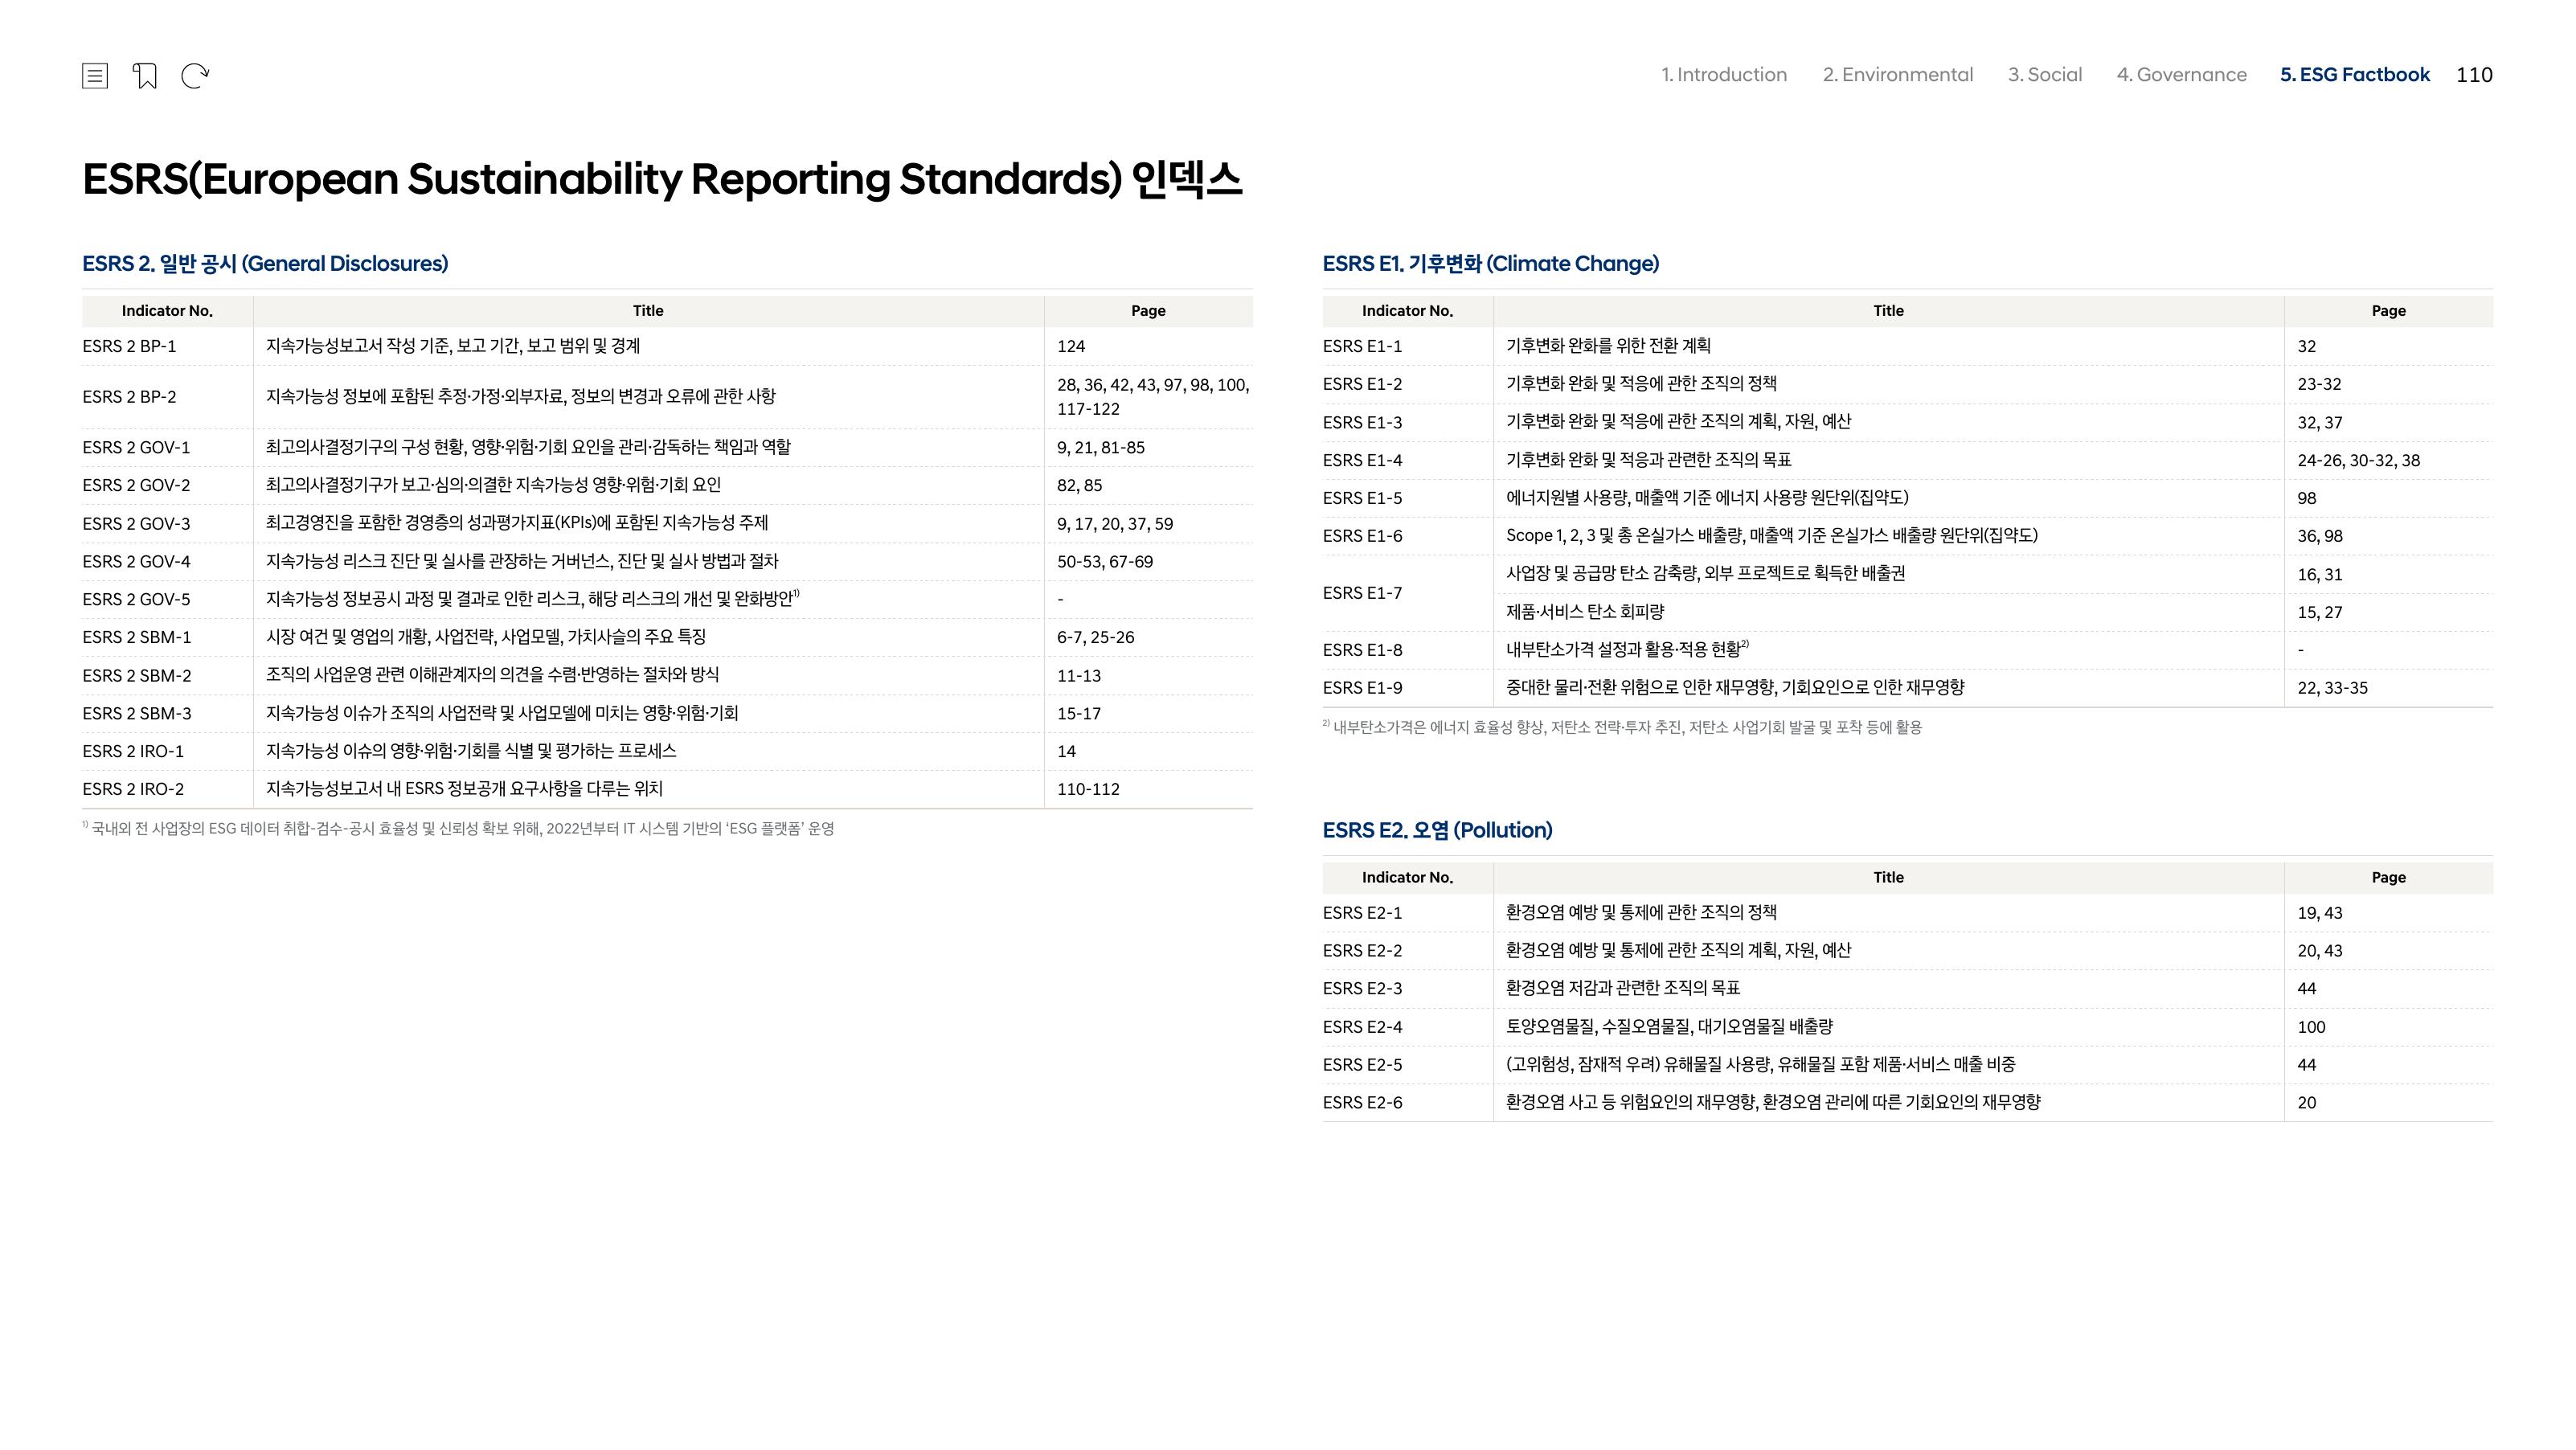 1. Introduction 2. Environmental 3. Social 4. Governance 5. ESG Factbook 110
ESRS(European Sustainability Reporting Standards) 인덱스
ESRS 2. 일반 공시 (General Disclosures)
Indicator No. Title Page
ESRS 2 BP-1 지속가능성보고서 작성 기준, 보고 기간, 보고 범위 및 경계 124
ESRS 2 BP-2 지속가능성 정보에 포함된 추정·가정·외부자료, 정보의 변경과 오류에 관한 사항 28, 36, 42, 43, 97, 98, 100,
117-122
ESRS 2 GOV-1 최고의사결정기구의 구성 현황, 영향·위험·기회 요인을 관리·감독하는 책임과 역할 9, 21, 81-85
ESRS 2 GOV-2 최고의사결정기구가 보고·심의·의결한 지속가능성 영향·위험·기회 요인 82, 85
ESRS 2 GOV-3 최고경영진을 포함한 경영층의 성과평가지표(KPIs)에 포함된 지속가능성 주제 9, 17, 20, 37, 59
ESRS 2 GOV-4 지속가능성 리스크 진단 및 실사를 관장하는 거버넌스, 진단 및 실사 방법과 절차 50-53, 67-69
ESRS 2 GOV-5 지속가능성 정보공시 과정 및 결과로 인한 리스크, 해당 리스크의 개선 및 완화방안1) -
ESRS 2 SBM-1 시장 여건 및 영업의 개황, 사업전략, 사업모델, 가치사슬의 주요 특징 6-7, 25-26
ESRS 2 SBM-2 조직의 사업운영 관련 이해관계자의 의견을 수렴·반영하는 절차와 방식 11-13
ESRS 2 SBM-3 지속가능성 이슈가 조직의 사업전략 및 사업모델에 미치는 영향·위험·기회 15-17
ESRS 2 IRO-1 지속가능성 이슈의 영향·위험·기회를 식별 및 평가하는 프로세스 14
ESRS 2 IRO-2 지속가능성보고서 내 ESRS 정보공개 요구사항을 다루는 위치 110-112
1) 국내외 전 사업장의 ESG 데이터 취합-검수-공시 효율성 및 신뢰성 확보 위해, 2022년부터 IT 시스템 기반의 ‘ESG 플랫폼’ 운영
ESRS E1. 기후변화 (Climate Change)
Indicator No. Title Page
ESRS E1-1 기후변화 완화를 위한 전환 계획 32
ESRS E1-2 기후변화 완화 및 적응에 관한 조직의 정책 23-32
ESRS E1-3 기후변화 완화 및 적응에 관한 조직의 계획, 자원, 예산 32, 37
ESRS E1-4 기후변화 완화 및 적응과 관련한 조직의 목표 24-26, 30-32, 38
ESRS E1-5 에너지원별 사용량, 매출액 기준 에너지 사용량 원단위(집약도) 98
ESRS E1-6 Scope 1, 2, 3 및 총 온실가스 배출량, 매출액 기준 온실가스 배출량 원단위(집약도) 36, 98
ESRS E1-7 사업장 및 공급망 탄소 감축량, 외부 프로젝트로 획득한 배출권 16, 31
제품·서비스 탄소 회피량 15, 27
ESRS E1-8 내부탄소가격 설정과 활용·적용 현황2) -
ESRS E1-9 중대한 물리·전환 위험으로 인한 재무영향, 기회요인으로 인한 재무영향 22, 33-35
2) 내부탄소가격은 에너지 효율성 향상, 저탄소 전략·투자 추진, 저탄소 사업기회 발굴 및 포착 등에 활용
ESRS E2. 오염 (Pollution)
Indicator No. Title Page
ESRS E2-1 환경오염 예방 및 통제에 관한 조직의 정책 19, 43
ESRS E2-2 환경오염 예방 및 통제에 관한 조직의 계획, 자원, 예산 20, 43
ESRS E2-3 환경오염 저감과 관련한 조직의 목표 44
ESRS E2-4 토양오염물질, 수질오염물질, 대기오염물질 배출량 100
ESRS E2-5 (고위험성, 잠재적 우려) 유해물질 사용량, 유해물질 포함 제품·서비스 매출 비중 44
ESRS E2-6 환경오염 사고 등 위험요인의 재무영향, 환경오염 관리에 따른 기회요인의 재무영향 20